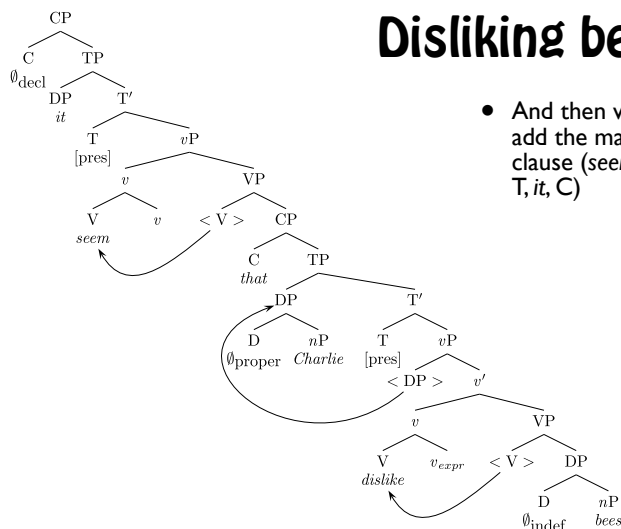 Disliking be
CP
C TP
∅decl
DP T′
it
T vP
[pres]
v VP
V v < V > CP
seem
C TP
that
DP T′
D nP T vP
∅proper Charlie [pres]
< DP > v′
v VP
V vexpr < V > DP
dislike
D nP
∅indef bees
• And then v
add the ma
clause (see
T, it, C)